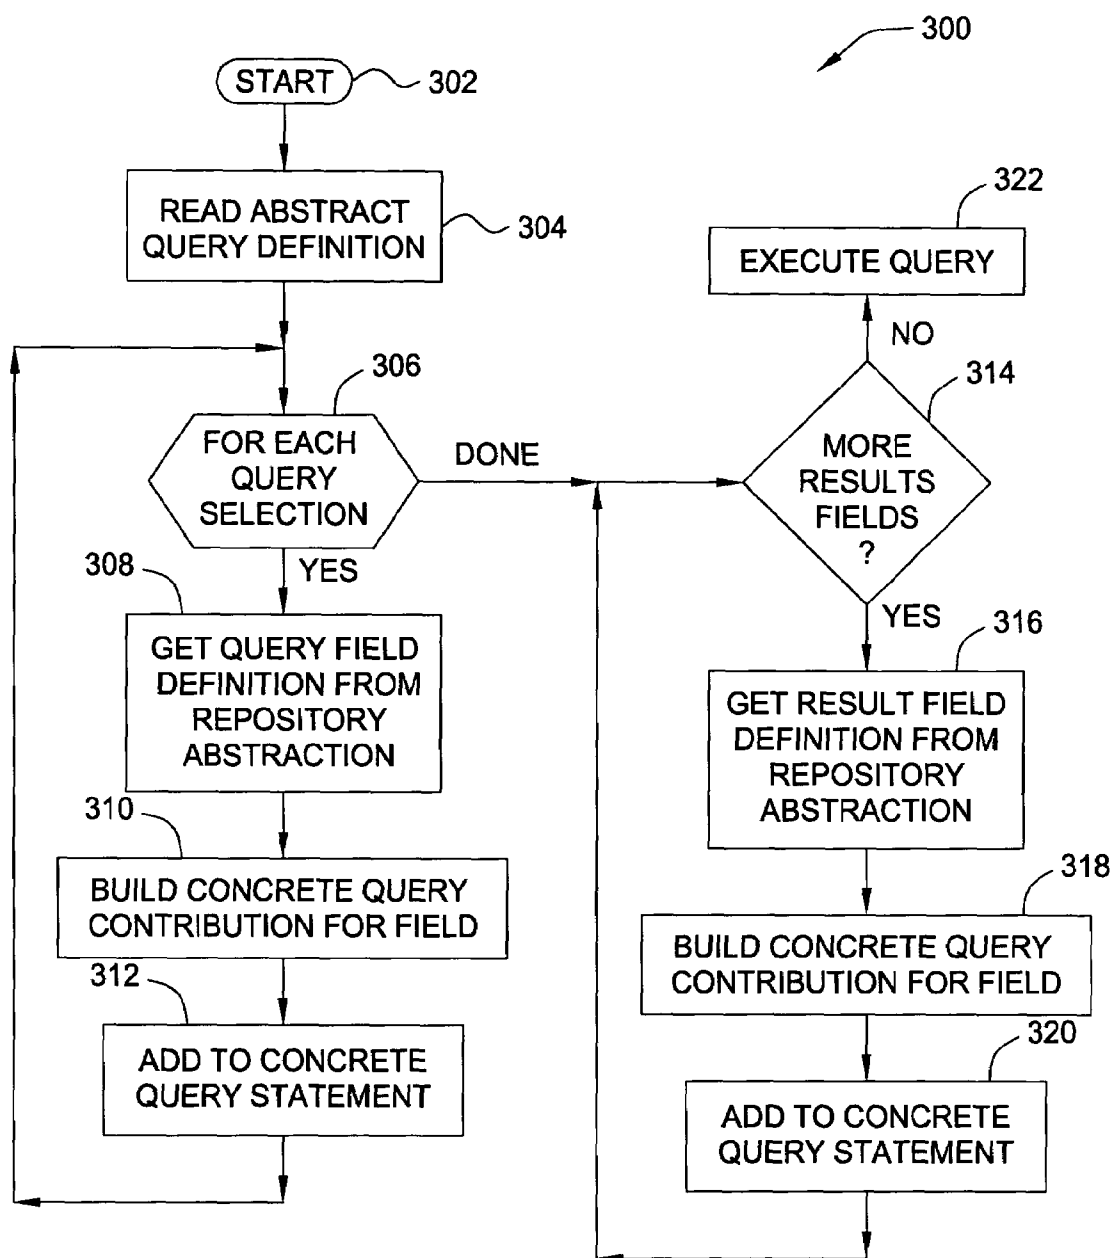 300
START
302
READ ABSTRACT
QUERY DEFINITION
304
322
EXECUTE QUERY
NO
306
314
FOR EACH
QUERY
SELECTION
DONE
MORE
RESULTS
FIELDS
?
YES
308
GET QUERY FIELD
DEFINITION FROM
REPOSITORY
ABSTRACTION
YES
316
GET RESULT FIELD
DEFINITION FROM
REPOSITORY
ABSTRACTION
310
BUILD CONCRETE QUERY
CONTRIBUTION FOR FIELD
318
BUILD CONCRETE QUERY
CONTRIBUTION FOR FIELD
312
ADD TO CONCRETE
QUERY STATEMENT
320
ADD TO CONCRETE
QUERY STATEMENT